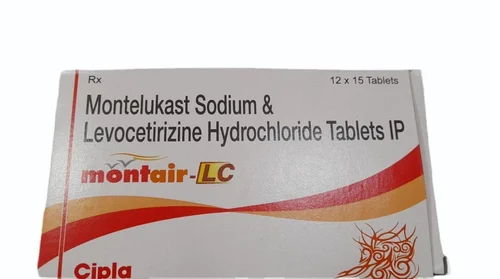 Rx
12 x 15 Tablets
Montelukast Sodium &
Levocetirizine Hydrochloride Tablets IP
montair-LC
Cipla